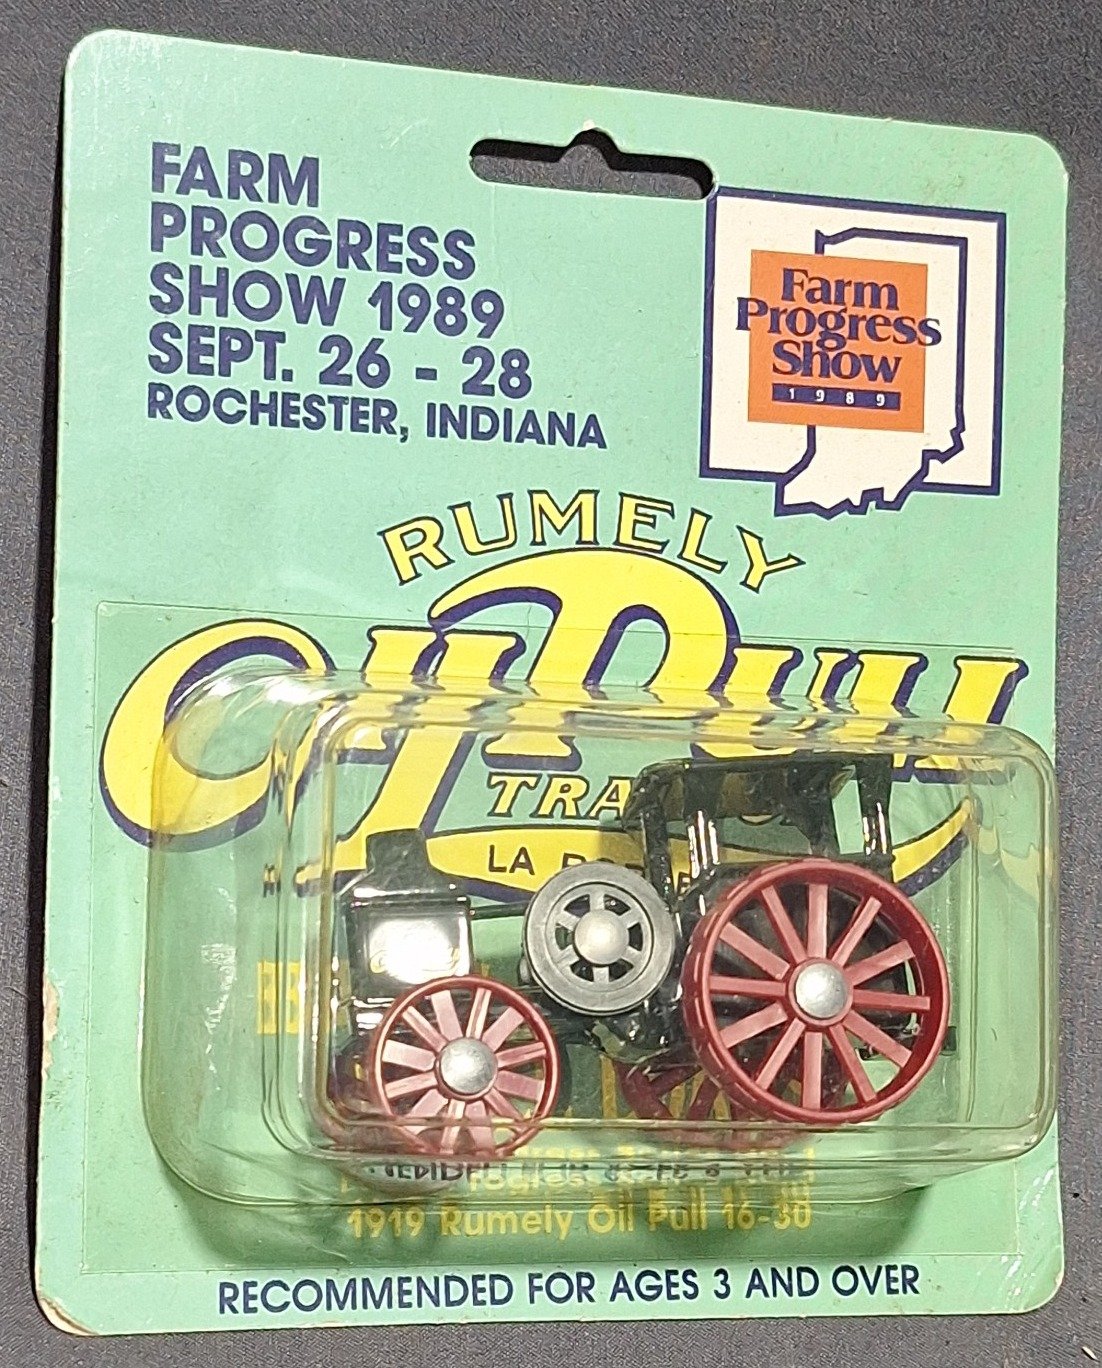 FARM
PROGRESS
SHOW 1989
SEPT. 26 - 28
ROCHESTER, INDIANA
Farm
Progress
Show
1989
RUMELY
OILPULL
LA
1919 Rumely Oil Pull 16-30
RECOMMENDED FOR AGES 3 AND OVER